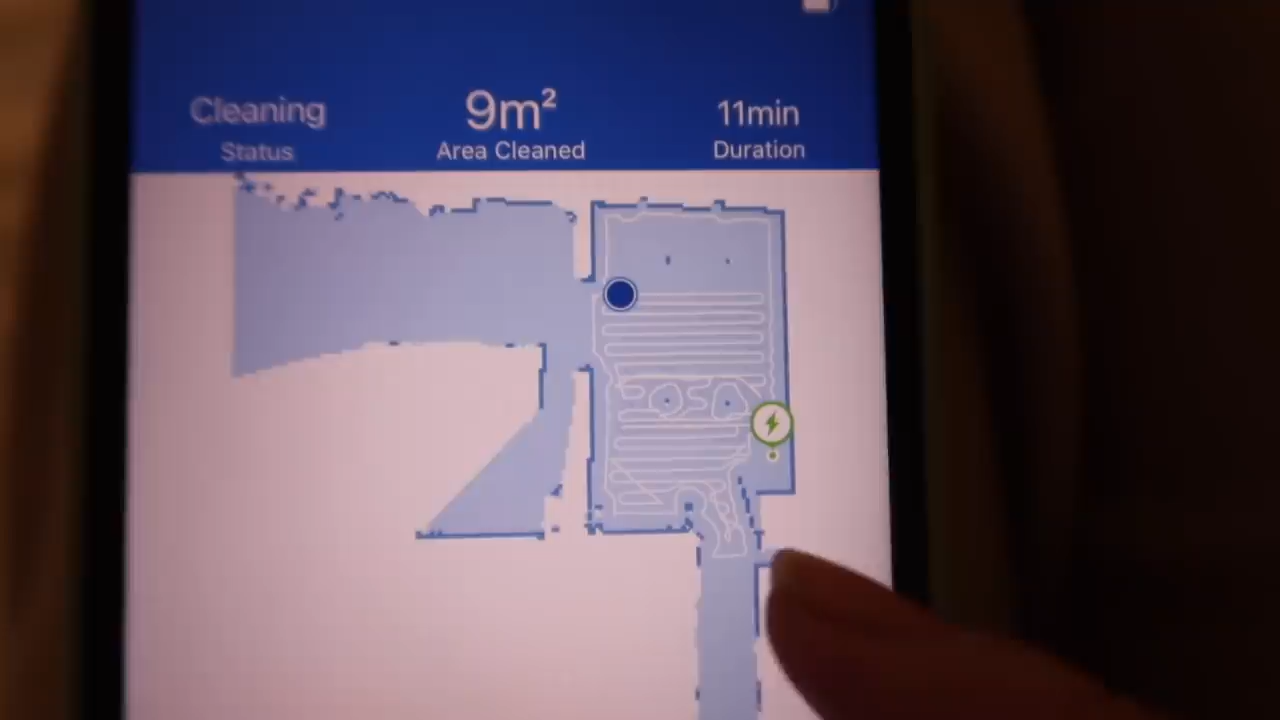 Cleaning
Status
9m²
Area Cleaned
11min
Duration